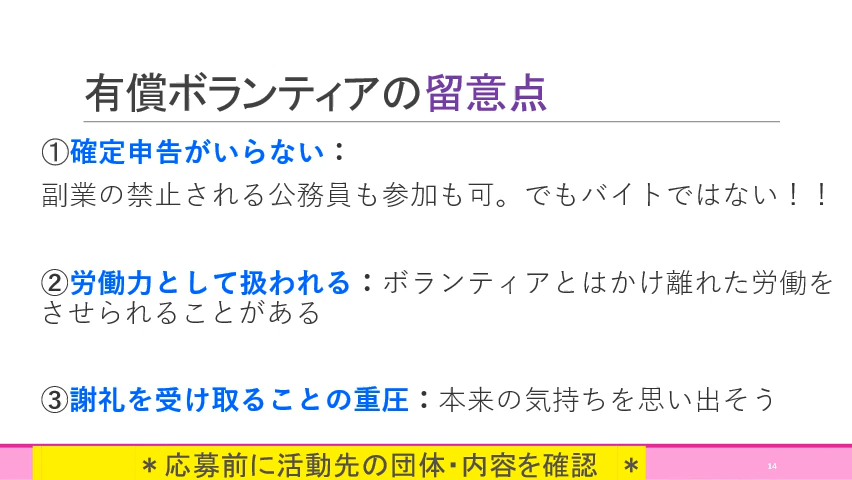 有償ボランティアの留意点
①確定申告がいらない：
副業の禁止される公務員も参加も可。でもバイトではない！！
②労働力として扱われる：ボランティアとはかけ離れた労働を
させられることがある
③謝礼を受け取ることの重圧：本来の気持ちを思い出そう
＊応募前に活動先の団体・内容を確認　＊
14